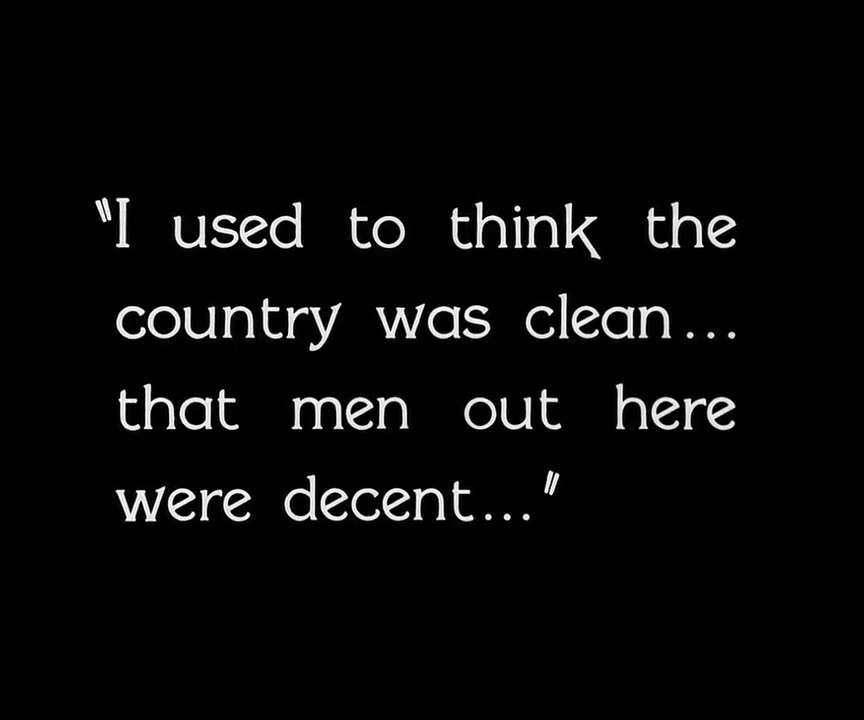 "I used to think the
country was clean...
that men out here
were decent..."